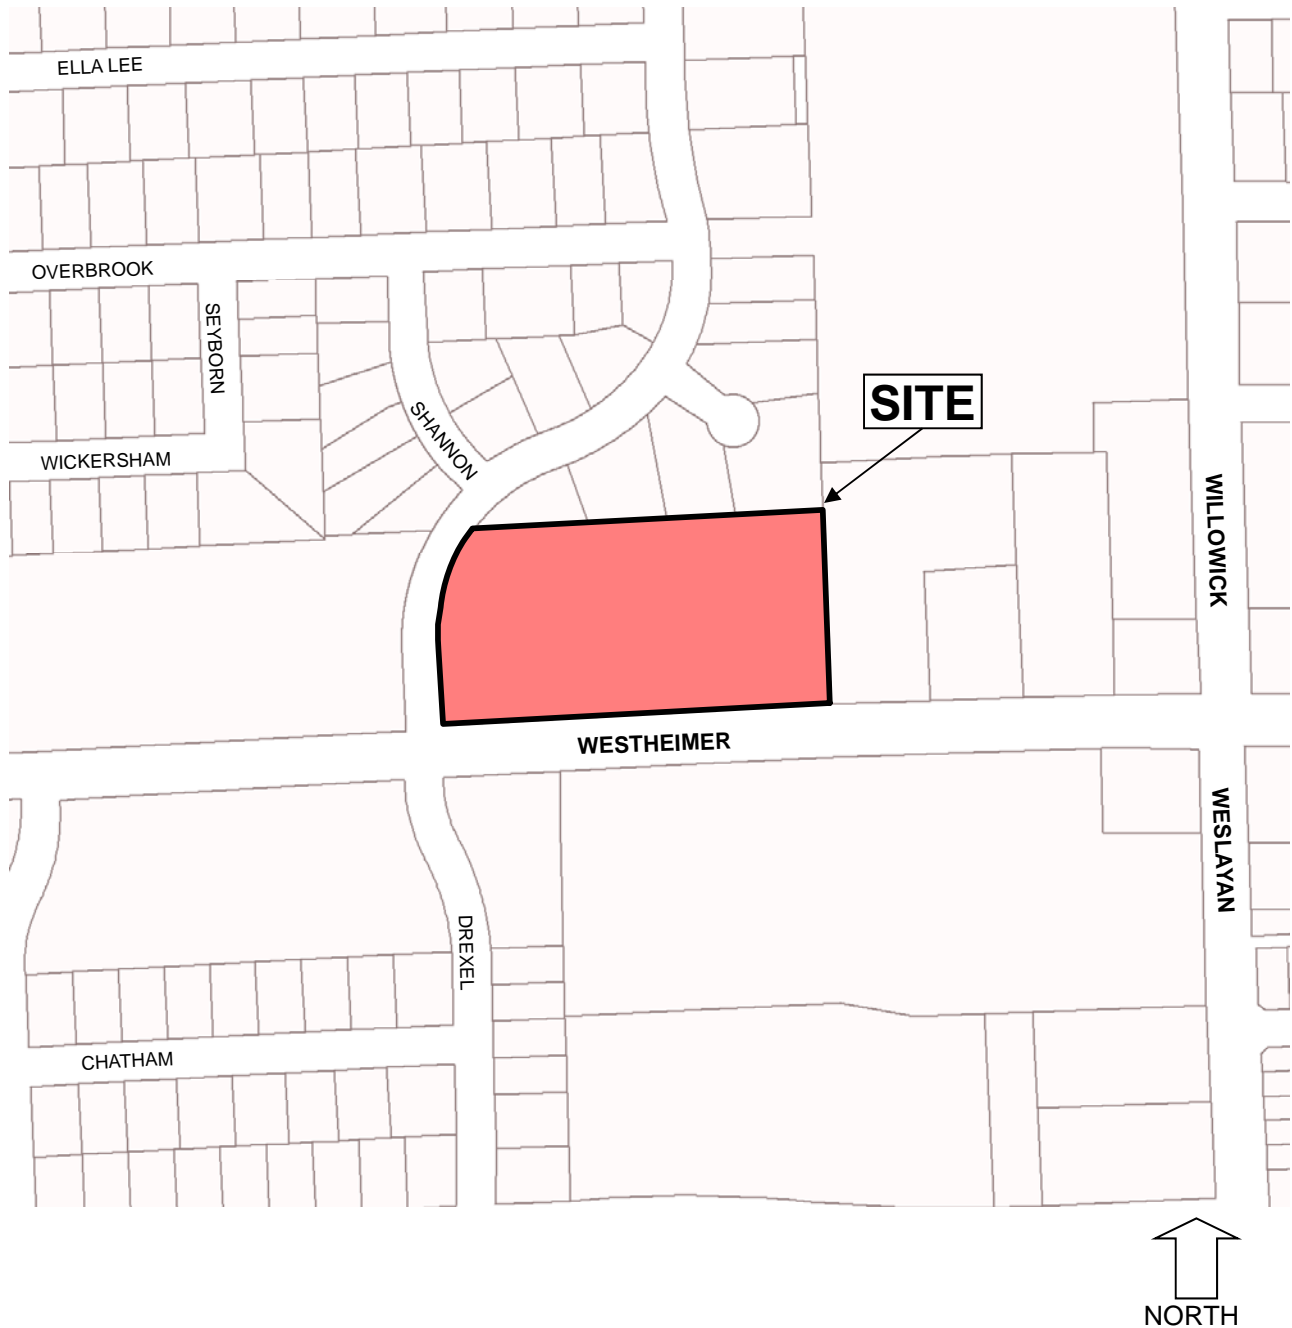 ELLA LEE
OVERBROOK
SEYBORN
SITE
SHANNON
WICKERSHAM
WILLOWICK
WESTHEIMER
WESLAYAN
DREXEL
CHATHAM
NORTH